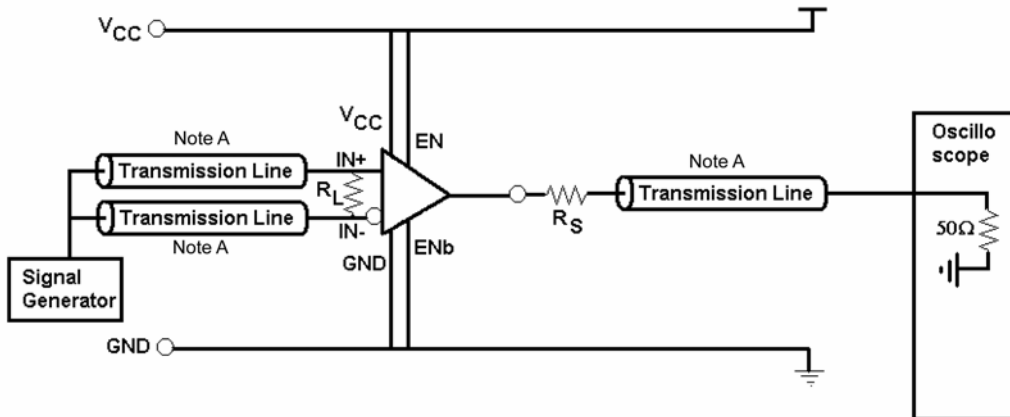 VCC
VCC
EN
Note A
Transmission Line
IN+
RL
Transmission Line
IN-
Note A
GND
ENb
Signal
Generator
GND
RS
Note A
Transmission Line
Oscillo
scope
50Ω